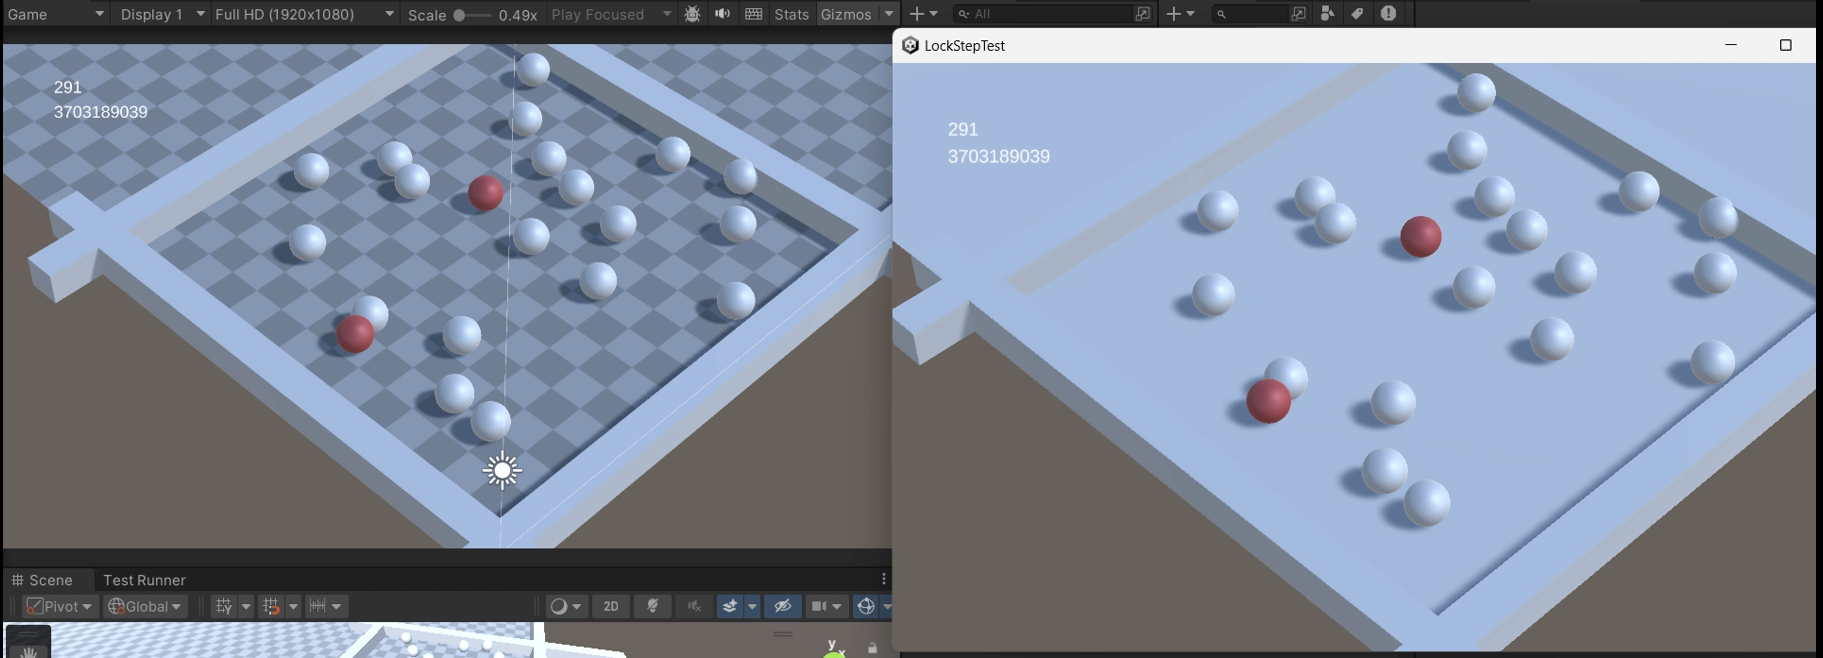 Game
Display 1
Full HD (1920x1080)
Scale
0.49x
Play Focused
Stats
Gizmos
All
LockStepTest
291
3703189039
291
3703189039
Scene
Test Runner
Pivot
Global
2D
y
x